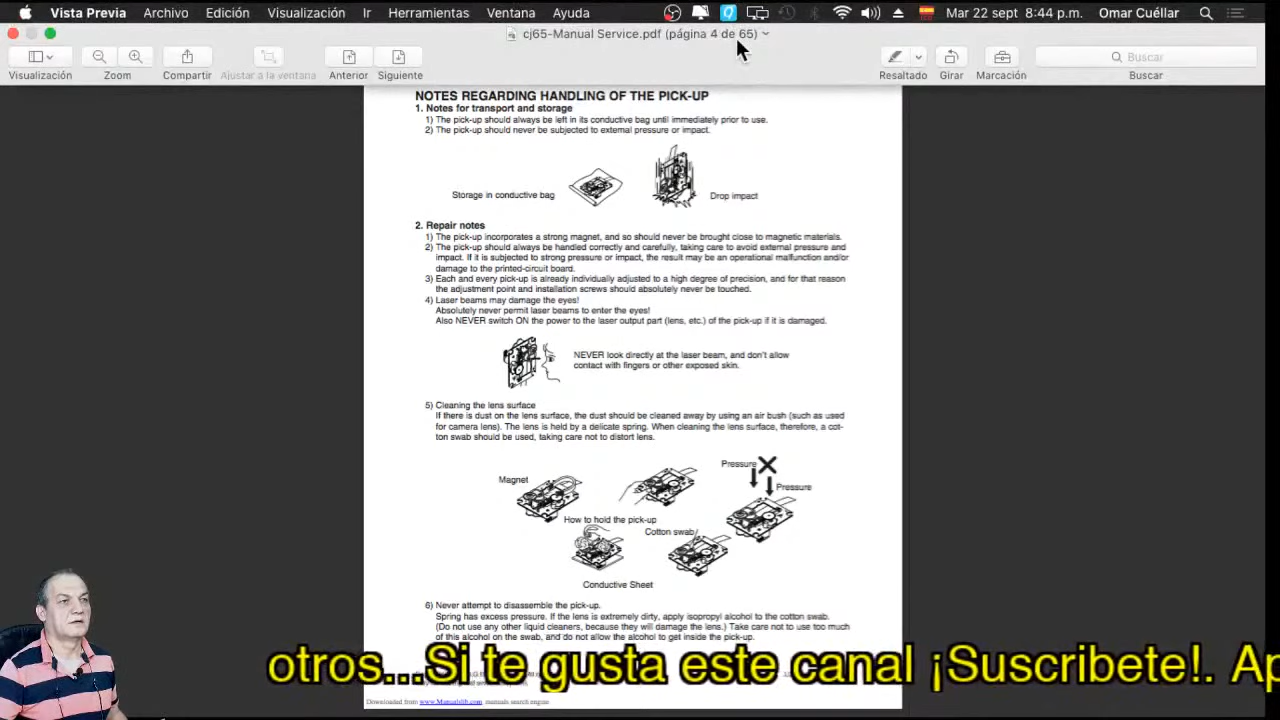 Vista Previa Archivo Edición Visualización Ir Herramientas Ventana Ayuda Mar 22 sept 8:44 p.m. Omar Cuéllar
cj65-Manual Service.pdf (página 4 de 65)
Visualización Zoom Compartir Ajustar a la ventana Anterior Siguiente Resaltado Girar Marcación Buscar
Buscar
NOTES REGARDING HANDLING OF THE PICK-UP
1. Notes for transport and storage
1) The pick-up should always be left in its conductive bag until immediately prior to use.
2) The pick-up should never be subjected to external pressure or impact.
Storage in conductive bag
Drop impact
2. Repair notes
1) The pick-up incorporates a strong magnet, and so should never be brought close to magnetic materials.
2) The pick-up should always be handled correctly and carefully, taking care to avoid external pressure and
impact. If it is subjected to strong pressure or impact, the result may be an operational malfunction and/or
damage to the printed-circuit board.
3) Each and every pick-up is already individually adjusted to a high degree of precision, and for that reason
the adjustment point and installation screws should absolutely never be touched.
4) Laser beams may damage the eyes!
Absolutely never permit laser beams to enter the eyes!
Also NEVER switch ON the power to the laser output part (lens, etc.) of the pick-up if it is damaged.
NEVER look directly at the laser beam, and don't allow
contact with fingers or other exposed skin.
5) Cleaning the lens surface
If there is dust on the lens surface, the dust should be cleaned away by using an air bush (such as used
for camera lens). The lens is held by a delicate spring. When cleaning the lens surface, therefore, a cot-
ton swab should be used, taking care not to distort lens.
Pressure
Magnet
Pressure
How to hold the pick-up
Cotton swab
Conductive Sheet
6) Never attempt to disassemble the pick-up.
Spring has excess pressure. If the lens is extremely dirty, apply isopropyl alcohol to the cotton swab.
(Do not use any other liquid cleaners, because they will damage the lens.) Take care not to use too much
of this alcohol on the swab, and do not allow the alcohol to get inside the pick-up.
otros...Si te gusta este canal ¡Suscribete!. Ap
Downloaded from www.Manualslib.com manuals search engine